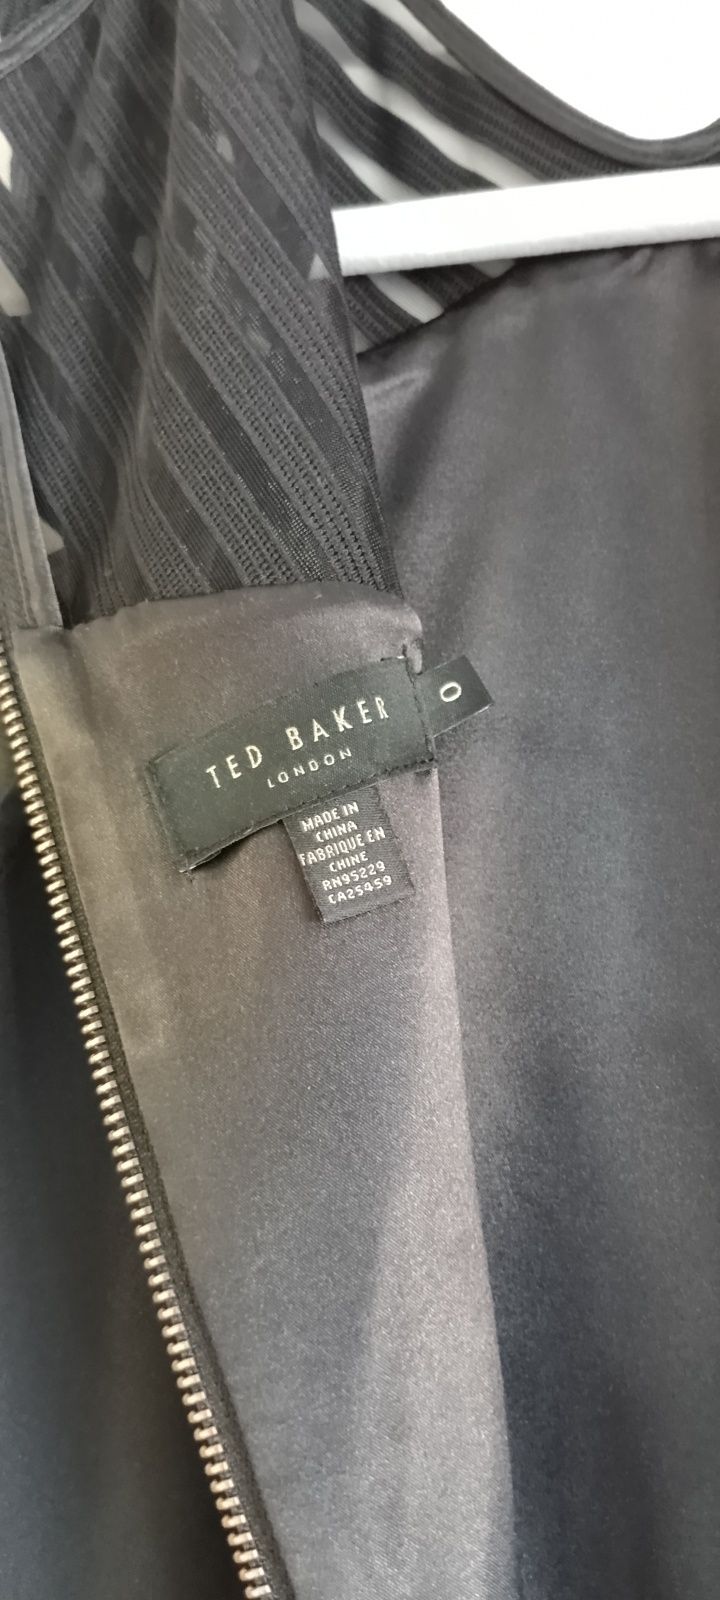 TED BAKER
LONDON
0
MADE IN
CHINA
FABRIQUE EN
CHINE
RN95229
CA25459